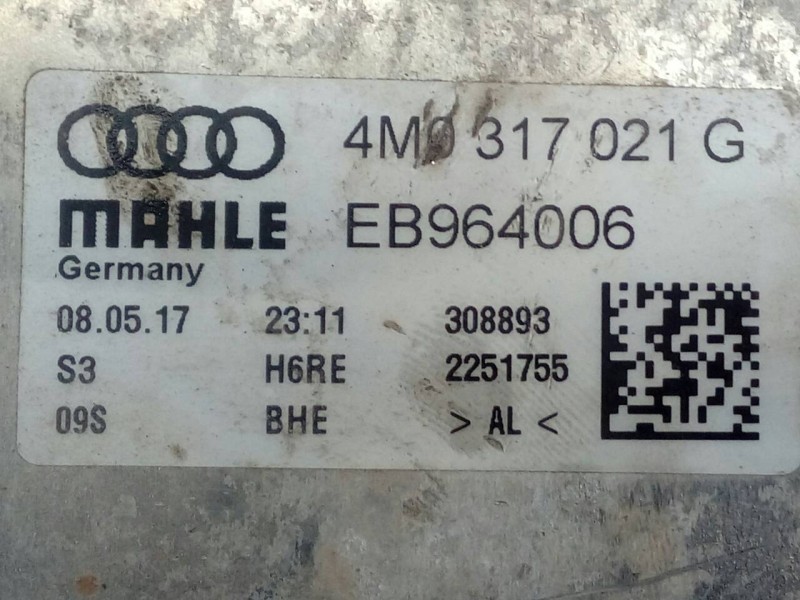 4M0 317 021 G
MAHLE EB964006
Germany
08.05.17 23:11 308893
S3 H6RE 2251755
09S BHE > AL <